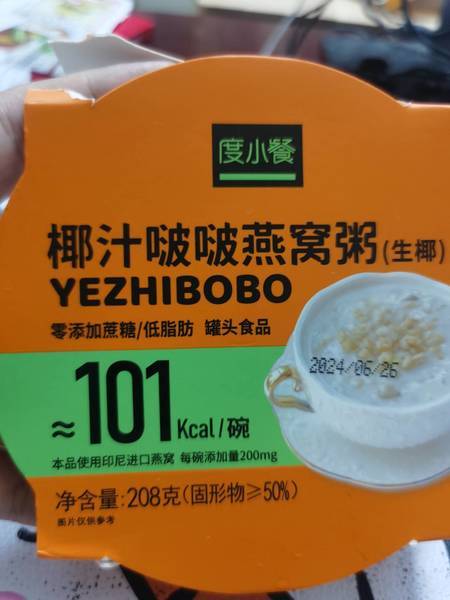 度小餐
椰汁啵啵燕窝粥(生椰)
YEZHIBOBO
零添加蔗糖/低脂肪 罐头食品
2024/06/26
≈101Kcal/碗
本品使用印尼进口燕窝 每碗添加量200mg
净含量:208克(固形物≥50%)
图片仅供参考